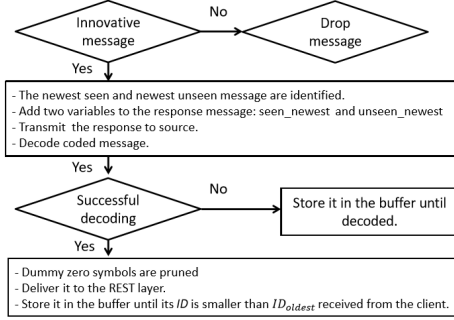 Innovative
message
No
Drop
message
Yes
- The newest seen and newest unseen message are identified.
- Add two variables to the response message: seen_newest and unseen_newest
- Transmit the response to source.
- Decode coded message.
Yes
Successful
decoding
No
Store it in the buffer until
decoded.
Yes
- Dummy zero symbols are pruned
- Deliver it to the REST layer.
- Store it in the buffer until its ID is smaller than ID_oldest received from the client.